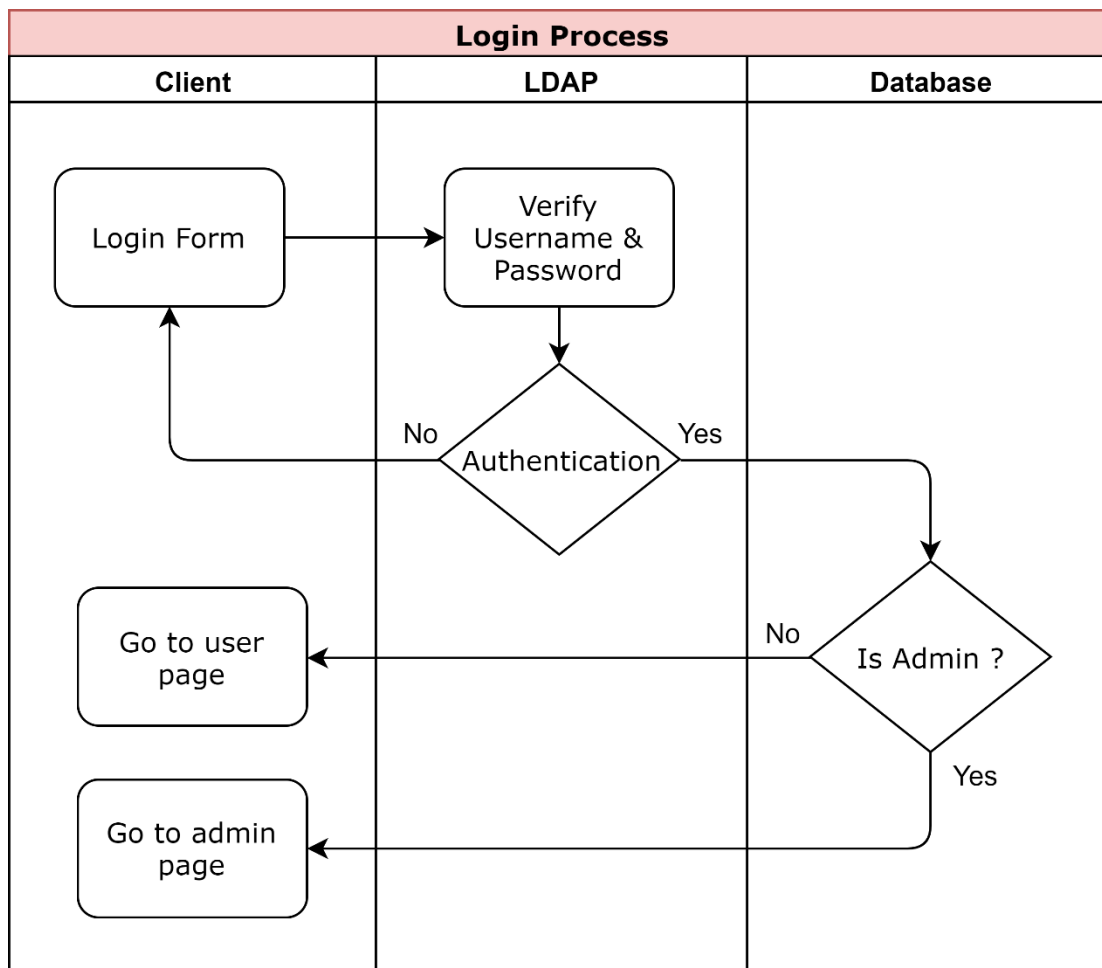 Login Process
Client
LDAP
Database
Login Form
Verify
Username &
Password
No
Authentication
Yes
Go to user
page
No
Is Admin ?
Yes
Go to admin
page